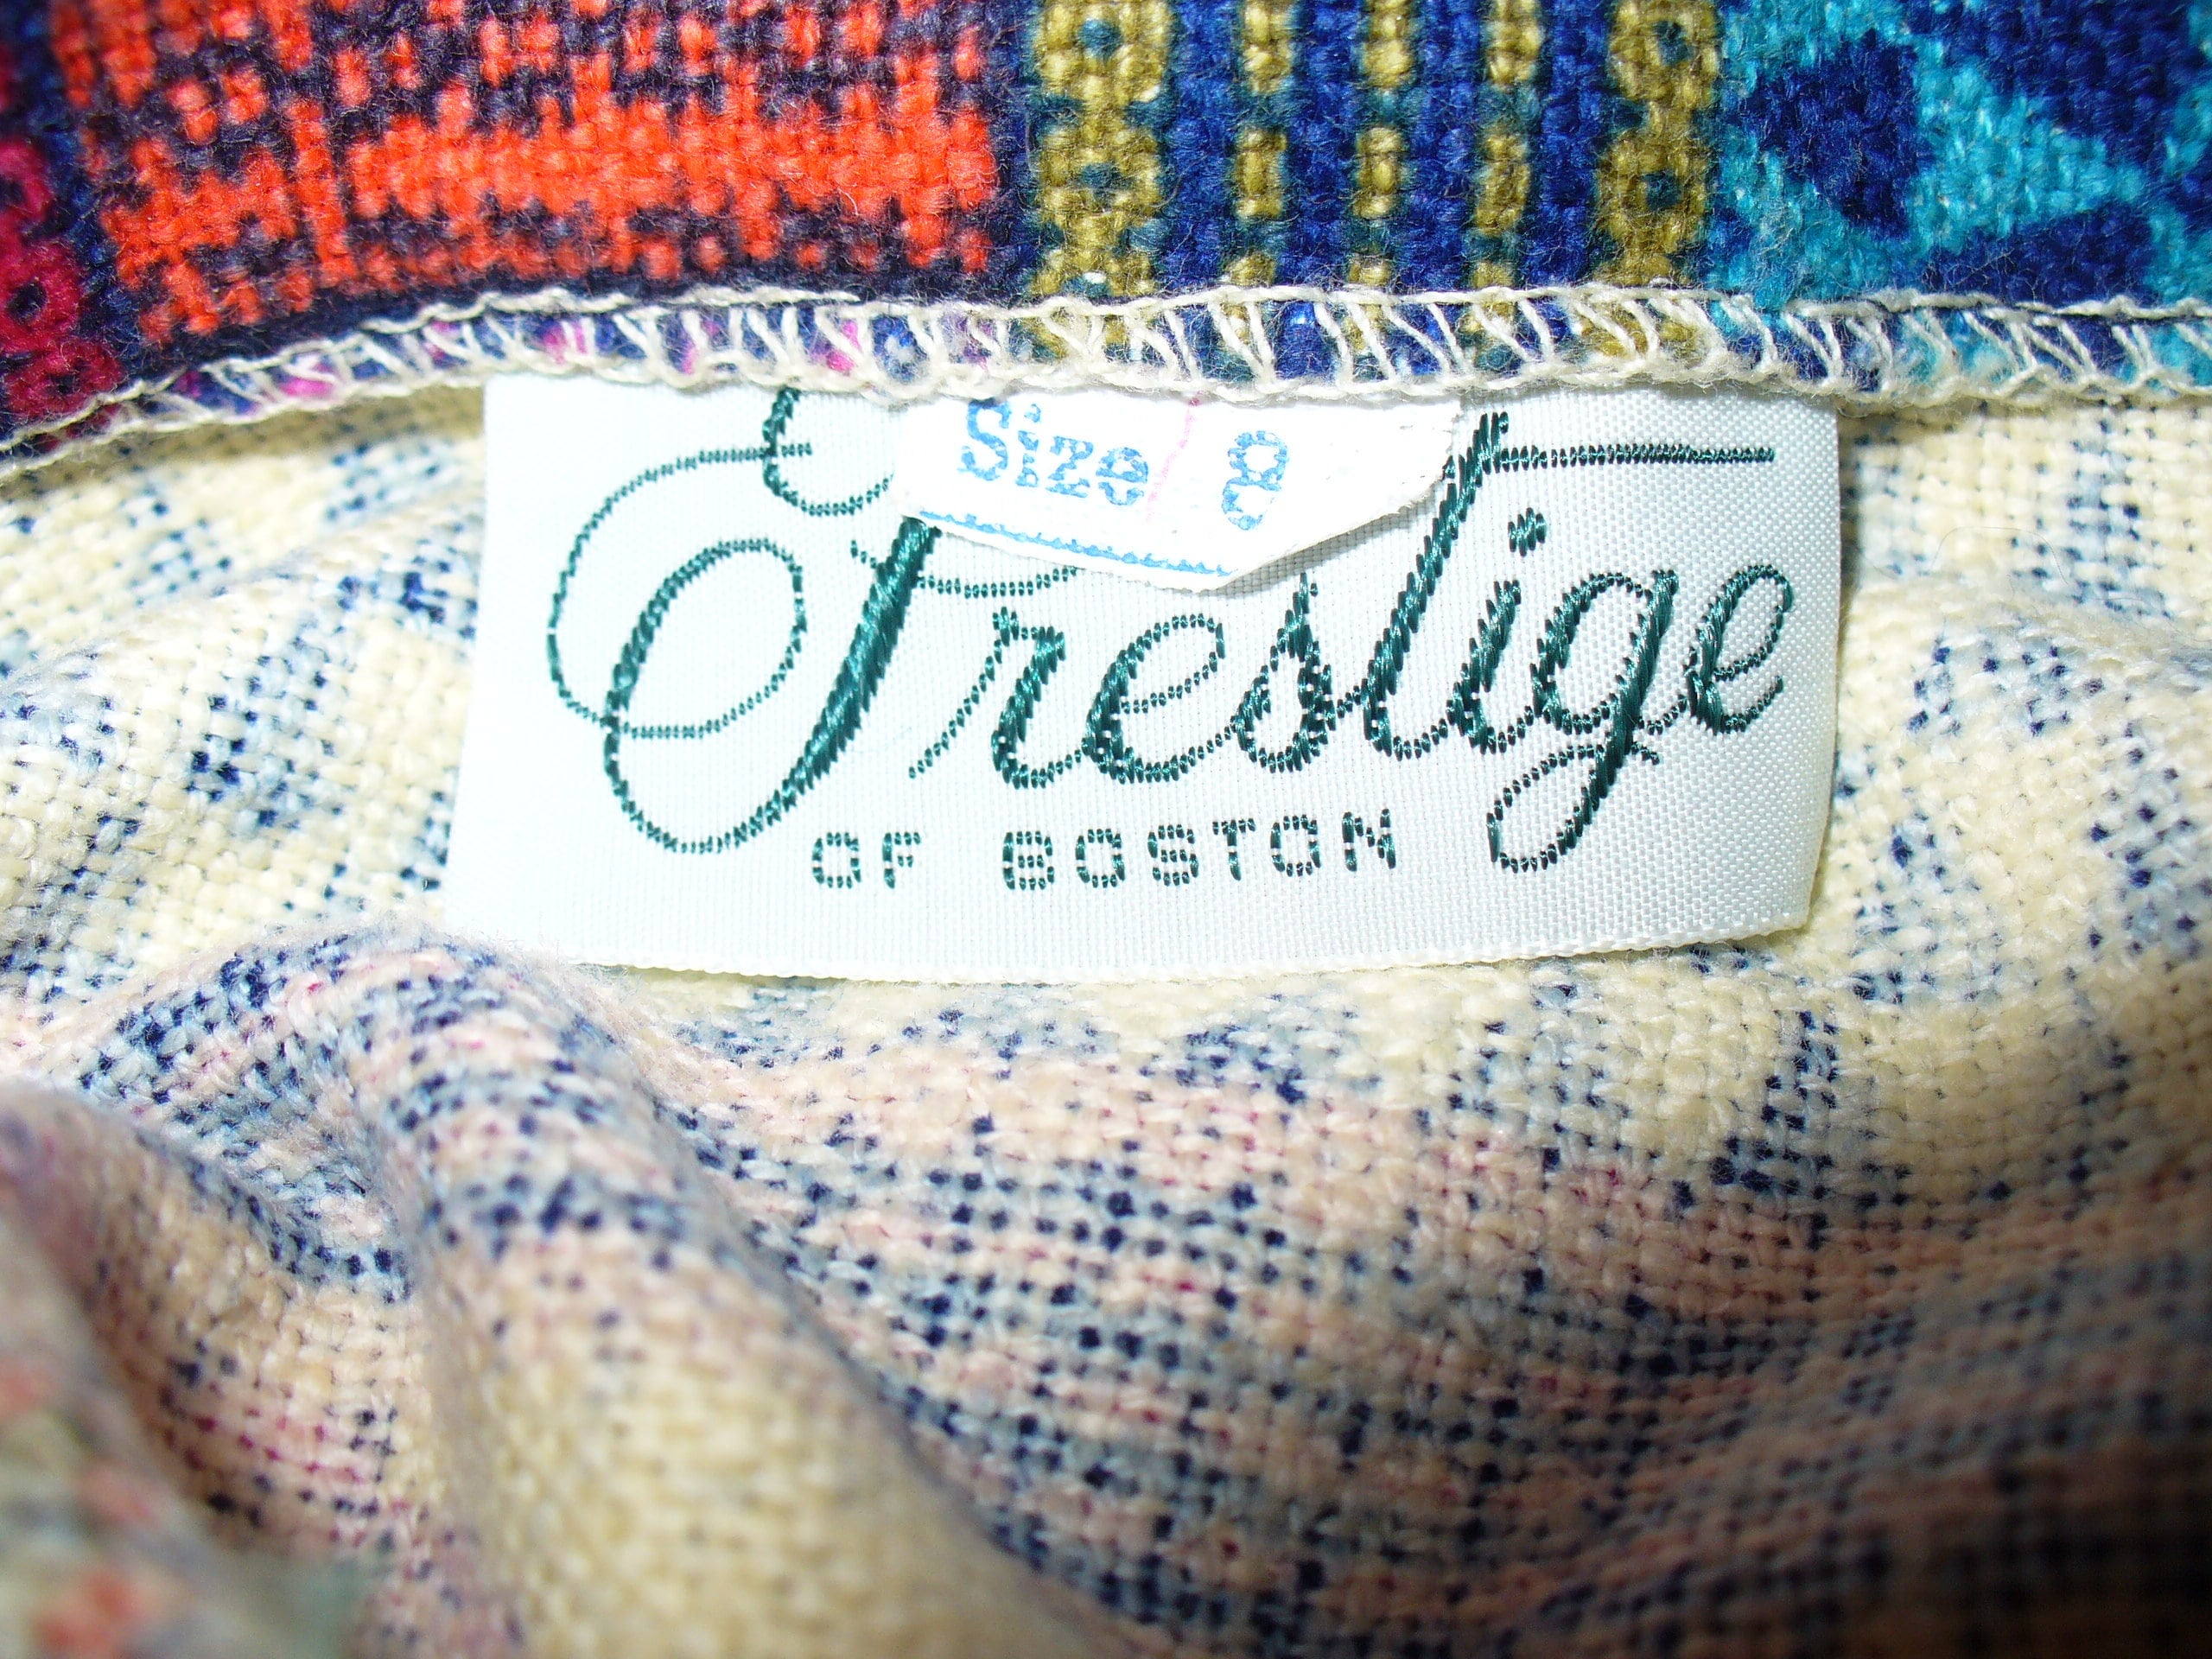 Size 8
Prestige
OF BOSTON